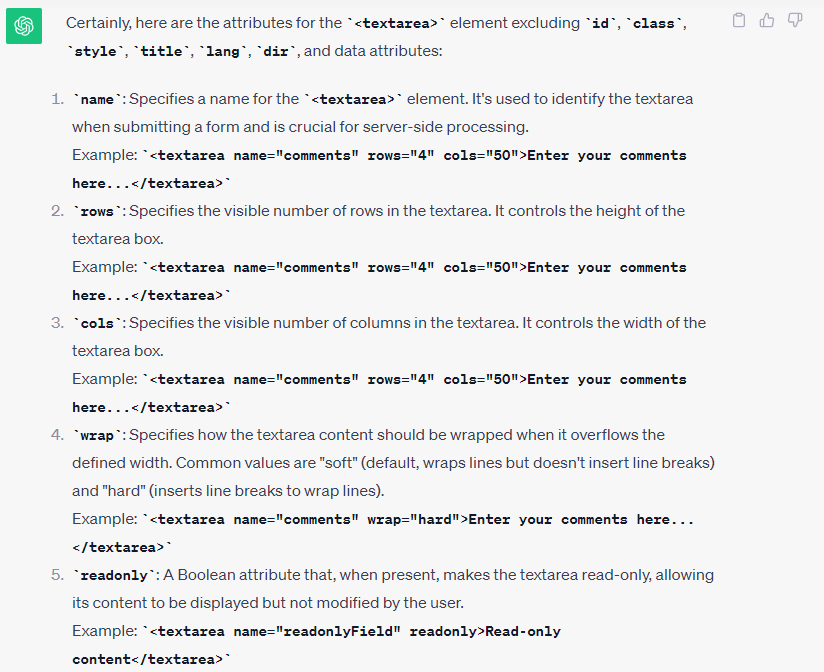 Certainly, here are the attributes for the `<textarea>` element excluding `id`, `class`,
`style`, `title`, `lang`, `dir`, and data attributes:
1. `name`: Specifies a name for the `<textarea>` element. It's used to identify the textarea
when submitting a form and is crucial for server-side processing.
Example: `<textarea name="comments" rows="4" cols="50">Enter your comments
here...</textarea>`
2. `rows`: Specifies the visible number of rows in the textarea. It controls the height of the
textarea box.
Example: `<textarea name="comments" rows="4" cols="50">Enter your comments
here...</textarea>`
3. `cols`: Specifies the visible number of columns in the textarea. It controls the width of the
textarea box.
Example: `<textarea name="comments" rows="4" cols="50">Enter your comments
here...</textarea>`
4. `wrap`: Specifies how the textarea content should be wrapped when it overflows the
defined width. Common values are "soft" (default, wraps lines but doesn't insert line breaks)
and "hard" (inserts line breaks to wrap lines).
Example: `<textarea name="comments" wrap="hard">Enter your comments here...
</textarea>`
5. `readonly`: A Boolean attribute that, when present, makes the textarea read-only, allowing
its content to be displayed but not modified by the user.
Example: `<textarea name="readonlyField" readonly>Read-only
content</textarea>`